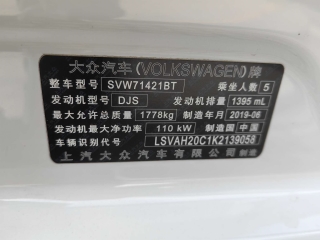 大众汽车(VOLKSWAGEN)牌
整车型号 SVW71421BT 乘坐人数 5
发动机型号 DJS 发动机排量 1395 mL
最大允许总质量 1778kg 制造年月 2019-06
发动机最大净功率 110 kW 制造国 中国
车辆识别代号 LSVAH20C1K2139058
上汽大众汽车有限公司 制造